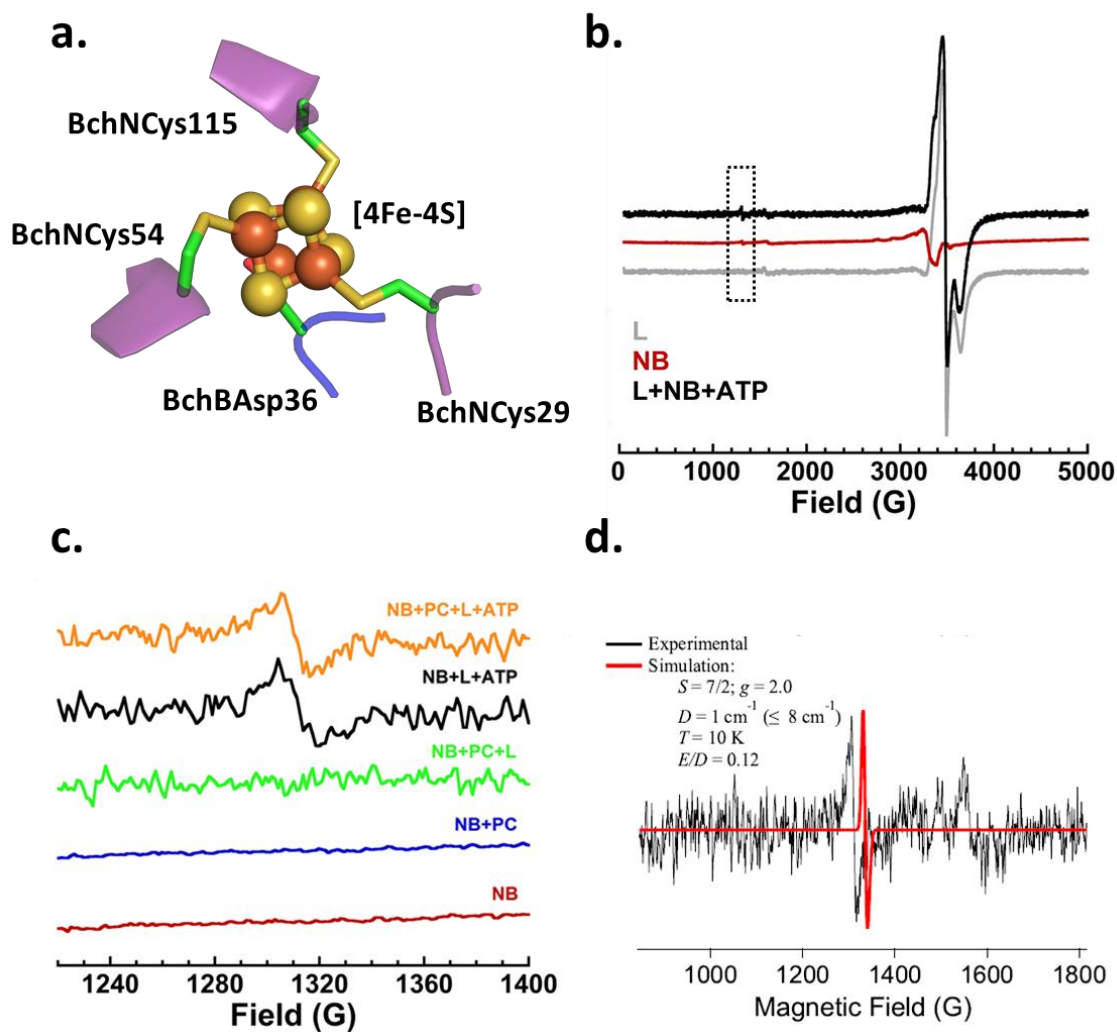 a.
BchNCys115
[4Fe-4S]
BchNCys54
BchBAsp36
BchNCys29
b.
L
NB
L+NB+ATP
0 1000 2000 3000 4000 5000
Field (G)
c.
NB+PC+L+ATP
NB+L+ATP
NB+PC+L
NB+PC
NB
1240 1280 1320 1360 1400
Field (G)
d.
Experimental
Simulation:
S = 7/2; g = 2.0
D = 1 cm⁻¹ (≤ 8 cm⁻¹)
T = 10 K
E/D = 0.12
1000 1200 1400 1600 1800
Magnetic Field (G)